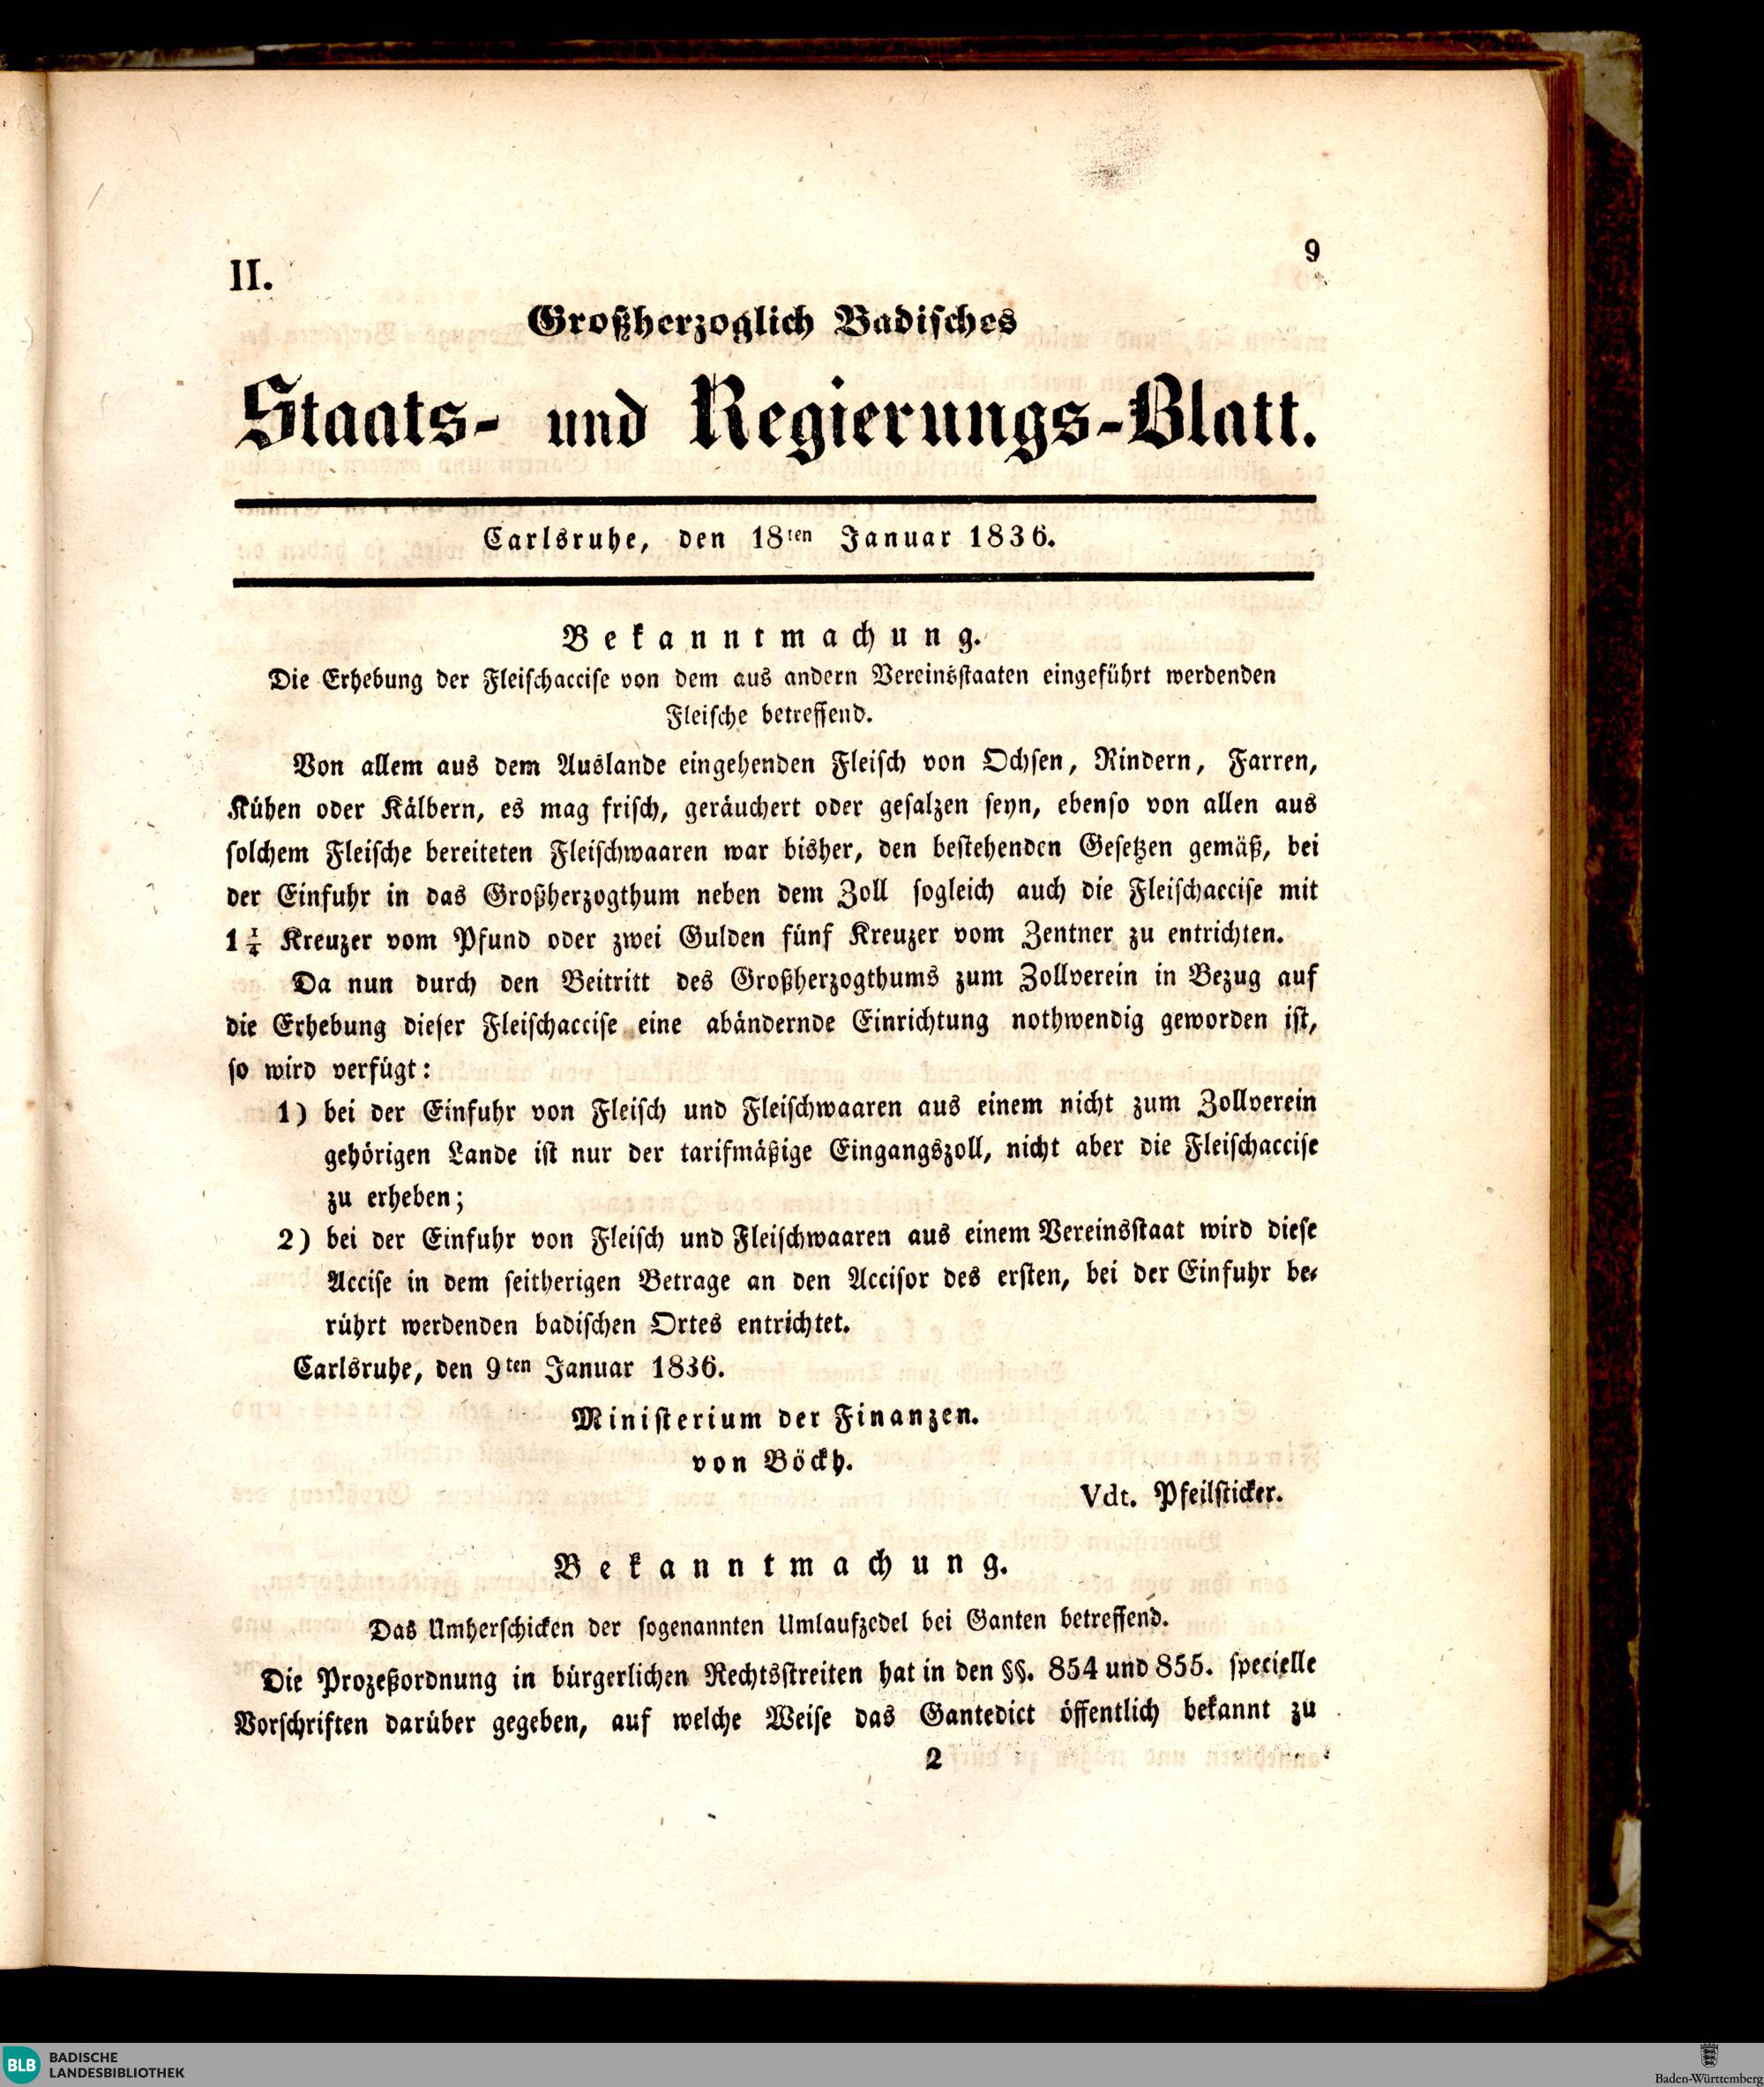 II.
9
Großherzoglich Badisches
Staats- und Regierungs-Blatt.
Carlsruhe, den 18ten Januar 1836.
Bekanntmachung.
Die Erhebung der Fleischaccise von dem aus andern Vereinsstaaten eingeführt werdenden
Fleische betreffend.
Von allem aus dem Auslande eingehenden Fleisch von Ochsen, Rindern, Farren,
Kühen oder Kälbern, es mag frisch, geräuchert oder gesalzen seyn, ebenso von allen aus
solchem Fleische bereiteten Fleischwaaren war bisher, den bestehenden Gesetzen gemäß, bei
der Einfuhr in das Großherzogthum neben dem Zoll sogleich auch die Fleischaccise mit
1¼ Kreuzer vom Pfund oder zwei Gulden fünf Kreuzer vom Zentner zu entrichten.
Da nun durch den Beitritt des Großherzogthums zum Zollverein in Bezug auf
die Erhebung dieser Fleischaccise eine abändernde Einrichtung nothwendig geworden ist,
so wird verfügt:
1) bei der Einfuhr von Fleisch und Fleischwaaren aus einem nicht zum Zollverein
gehörigen Lande ist nur der tarifmäßige Eingangszoll, nicht aber die Fleischaccise
zu erheben;
2) bei der Einfuhr von Fleisch und Fleischwaaren aus einem Vereinsstaat wird diese
Accise in dem seitherigen Betrage an den Accisor des ersten, bei der Einfuhr be-
rührt werdenden badischen Ortes entrichtet.
Carlsruhe, den 9ten Januar 1836.
Ministerium der Finanzen.
von Böckh.
Vdt. Pfeilsticker.
Bekanntmachung.
Das Umherschicken der sogenannten Umlaufzedel bei Ganten betreffend.
Die Prozeßordnung in bürgerlichen Rechtsstreiten hat in den §§. 854 und 855. specielle
Vorschriften darüber gegeben, auf welche Weise das Gantedict öffentlich bekannt zu
2
BLB BADISCHE
LANDESBIBLIOTHEK
Baden-Württemberg